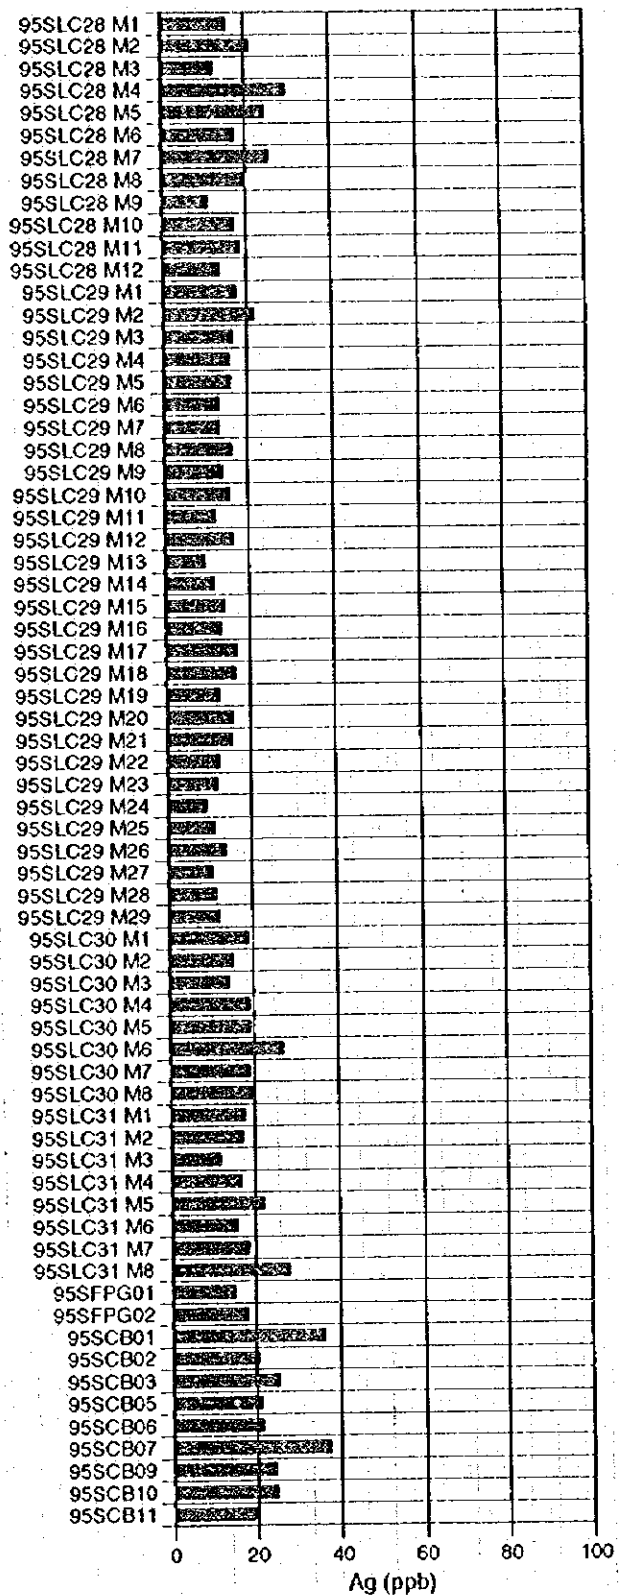 95SLC28 M1
95SLC28 M2
95SLC28 M3
95SLC28 M4
95SLC28 M5
95SLC28 M6
95SLC28 M7
95SLC28 M8
95SLC28 M9
95SLC28 M10
95SLC28 M11
95SLC28 M12
95SLC29 M1
95SLC29 M2
95SLC29 M3
95SLC29 M4
95SLC29 M5
95SLC29 M6
95SLC29 M7
95SLC29 M8
95SLC29 M9
95SLC29 M10
95SLC29 M11
95SLC29 M12
95SLC29 M13
95SLC29 M14
95SLC29 M15
95SLC29 M16
95SLC29 M17
95SLC29 M18
95SLC29 M19
95SLC29 M20
95SLC29 M21
95SLC29 M22
95SLC29 M23
95SLC29 M24
95SLC29 M25
95SLC29 M26
95SLC29 M27
95SLC29 M28
95SLC29 M29
95SLC30 M1
95SLC30 M2
95SLC30 M3
95SLC30 M4
95SLC30 M5
95SLC30 M6
95SLC30 M7
95SLC30 M8
95SLC31 M1
95SLC31 M2
95SLC31 M3
95SLC31 M4
95SLC31 M5
95SLC31 M6
95SLC31 M7
95SLC31 M8
95SFPG01
95SFPG02
95SCB01
95SCB02
95SCB03
95SCB05
95SCB06
95SCB07
95SCB09
95SCB10
95SCB11
0 20 40 60 80 100
Ag (ppb)